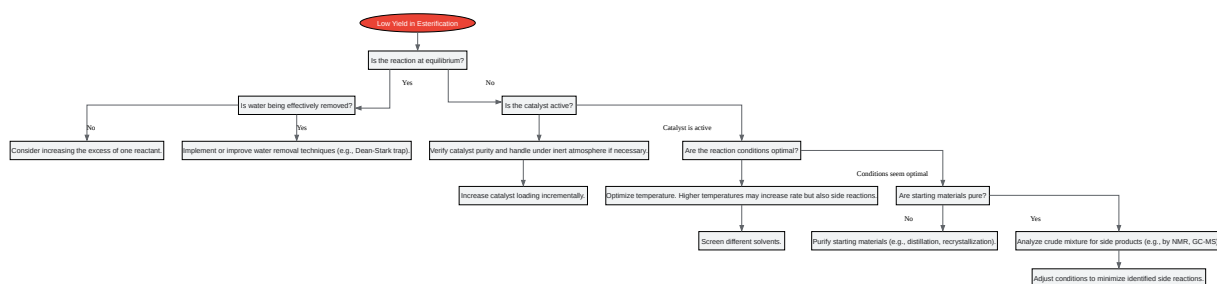 Low Yield in Esterification
Is the reaction at equilibrium?
Yes
No
Is water being effectively removed?
Is the catalyst active?
No
Yes
Catalyst is active
Consider increasing the excess of one reactant.
Implement or improve water removal techniques (e.g., Dean-Stark trap).
Verify catalyst purity and handle under inert atmosphere if necessary.
Are the reaction conditions optimal?
Conditions seem optimal
Increase catalyst loading incrementally.
Optimize temperature. Higher temperatures may increase rate but also side reactions.
Are starting materials pure?
No
Yes
Screen different solvents.
Purify starting materials (e.g., distillation, recrystallization).
Analyze crude mixture for side products (e.g., by NMR, GC-MS)
Adjust conditions to minimize identified side reactions.